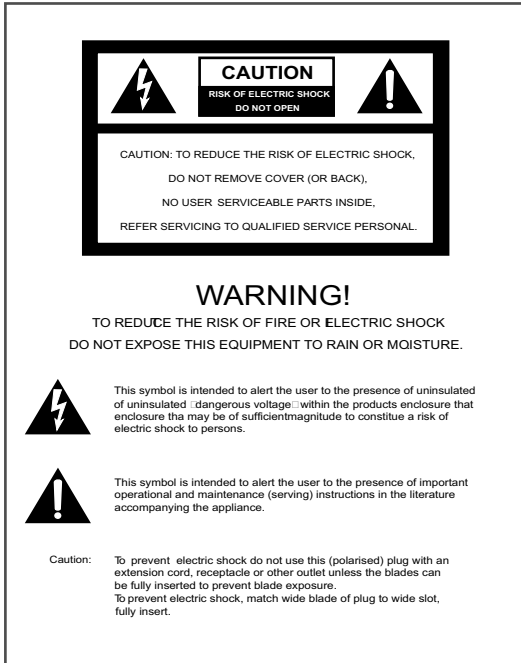 CAUTION
RISK OF ELECTRIC SHOCK
DO NOT OPEN
CAUTION: TO REDUCE THE RISK OF ELECTRIC SHOCK,
DO NOT REMOVE COVER (OR BACK),
NO USER SERVICEABLE PARTS INSIDE,
REFER SERVICING TO QUALIFIED SERVICE PERSONAL.
WARNING!
TO REDUCE THE RISK OF FIRE OR ELECTRIC SHOCK
DO NOT EXPOSE THIS EQUIPMENT TO RAIN OR MOISTURE.
This symbol is intended to alert the user to the presence of uninsulated
of uninsulated □dangerous voltage□ within the products enclosure that
enclosure tha may be of sufficientmagnitude to constitue a risk of
electric shock to persons.
This symbol is intended to alert the user to the presence of important
operational and maintenance (serving) instructions in the literature
accompanying the appliance.
Caution: To prevent electric shock do not use this (polarised) plug with an
extension cord, receptacle or other outlet unless the blades can
be fully inserted to prevent blade exposure.
To prevent electric shock, match wide blade of plug to wide slot,
fully insert.